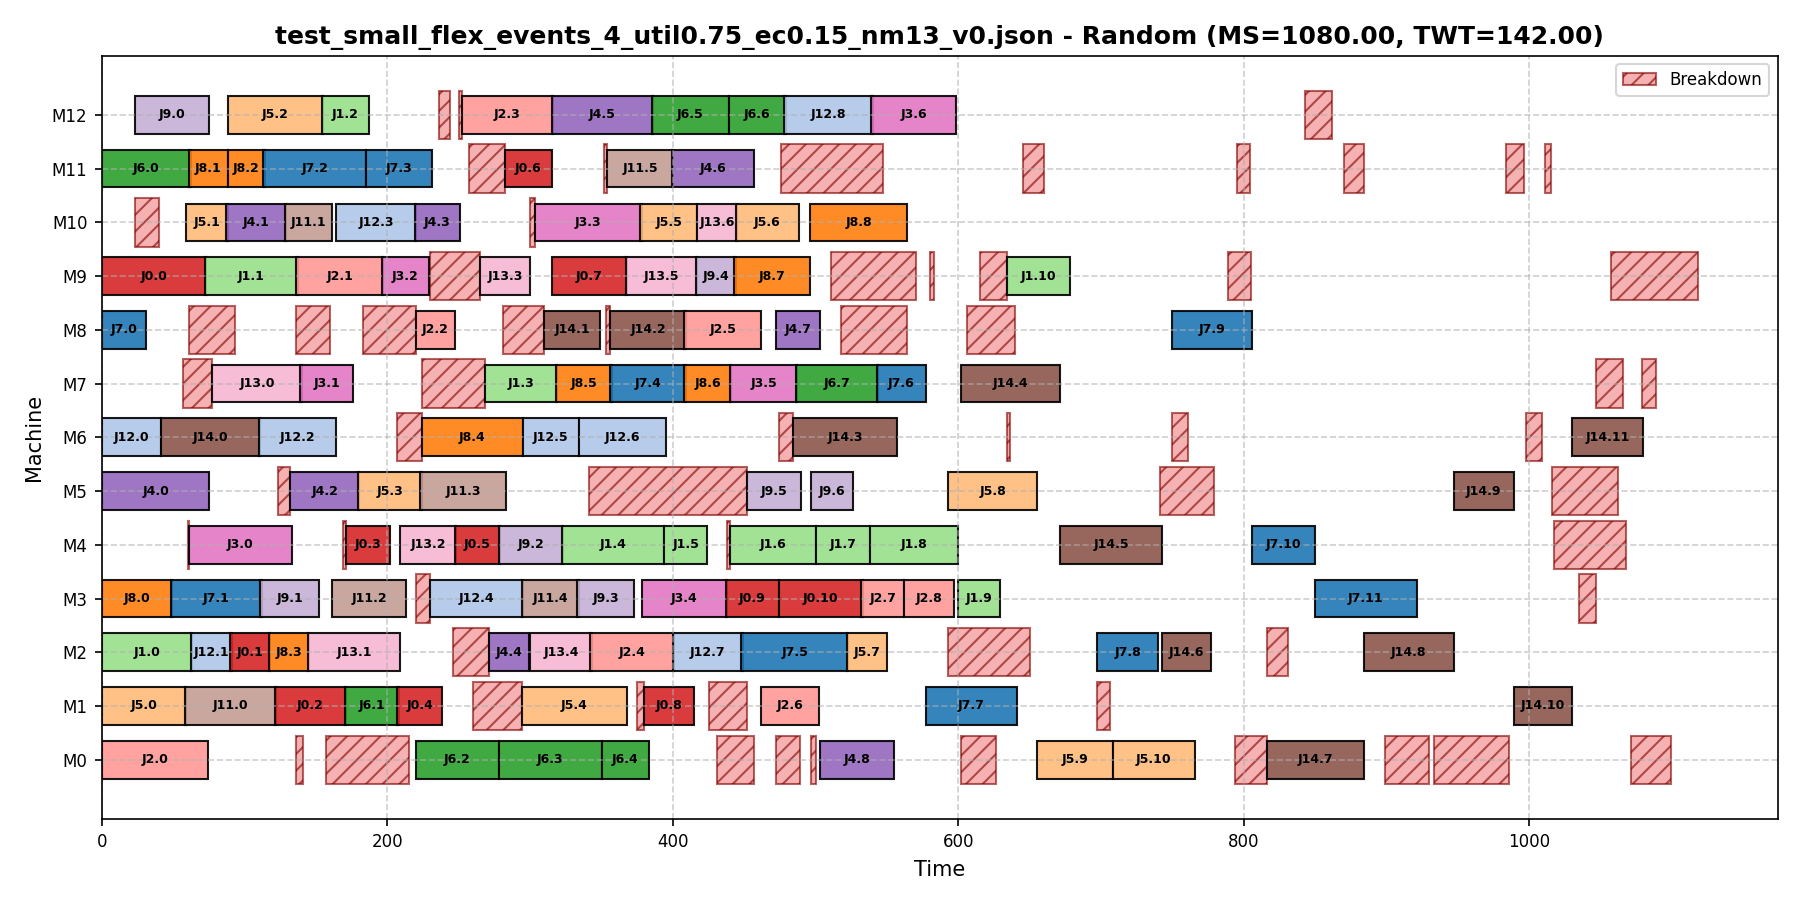 test_small_flex_events_4_util0.75_ec0.15_nm13_v0.json - Random (MS=1080.00, TWT=142.00)
Breakdown
M12 J9.0 J5.2 J1.2 J2.3 J4.5 J6.5 J6.6 J12.8 J3.6
M11 J6.0 J8.1 J8.2 J7.2 J7.3 J0.6 J11.5 J4.6
M10 J5.1 J4.1 J11.1 J12.3 J4.3 J3.3 J5.5 J13.6 J5.6 J8.8
M9 J0.0 J1.1 J2.1 J3.2 J13.3 J0.7 J13.5 J9.4 J8.7 J1.10
M8 J7.0 J2.2 J14.1 J14.2 J2.5 J4.7 J7.9
M7 J13.0 J3.1 J1.3 J8.5 J7.4 J8.6 J3.5 J6.7 J7.6 J14.4
M6 J12.0 J14.0 J12.2 J8.4 J12.5 J12.6 J14.3 J14.11
M5 J4.0 J4.2 J5.3 J11.3 J9.5 J9.6 J5.8 J14.9
M4 J3.0 J0.3 J13.2 J0.5 J9.2 J1.4 J1.5 J1.6 J1.7 J1.8 J14.5 J7.10
M3 J8.0 J7.1 J9.1 J11.2 J12.4 J11.4 J9.3 J3.4 J0.9 J0.10 J2.7 J2.8 J1.9 J7.11
M2 J1.0 J12.1 J0.1 J8.3 J13.1 J4.4 J13.4 J2.4 J12.7 J7.5 J5.7 J7.8 J14.6 J14.8
M1 J5.0 J11.0 J0.2 J6.1 J0.4 J5.4 J0.8 J2.6 J7.7 J14.10
M0 J2.0 J6.2 J6.3 J6.4 J4.8 J5.9 J5.10 J14.7
0 200 400 600 800 1000
Time
Machine